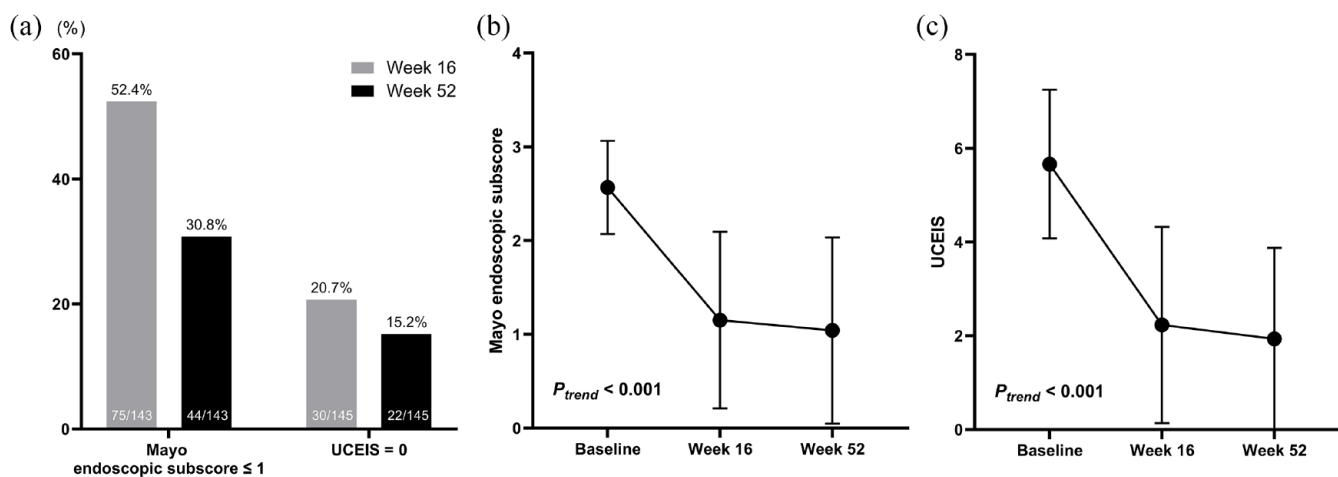 (a) (%)
60
40
20
0
52.4%
30.8%
20.7%
15.2%
75/143
44/143
30/145
22/145
Week 16
Week 52
Mayo
endoscopic subscore ≤ 1
UCEIS = 0
(b)
Mayo endoscopic subscore
4
3
2
1
0
P_trend < 0.001
Baseline
Week 16
Week 52
(c)
UCEIS
8
6
4
2
0
P_trend < 0.001
Baseline
Week 16
Week 52